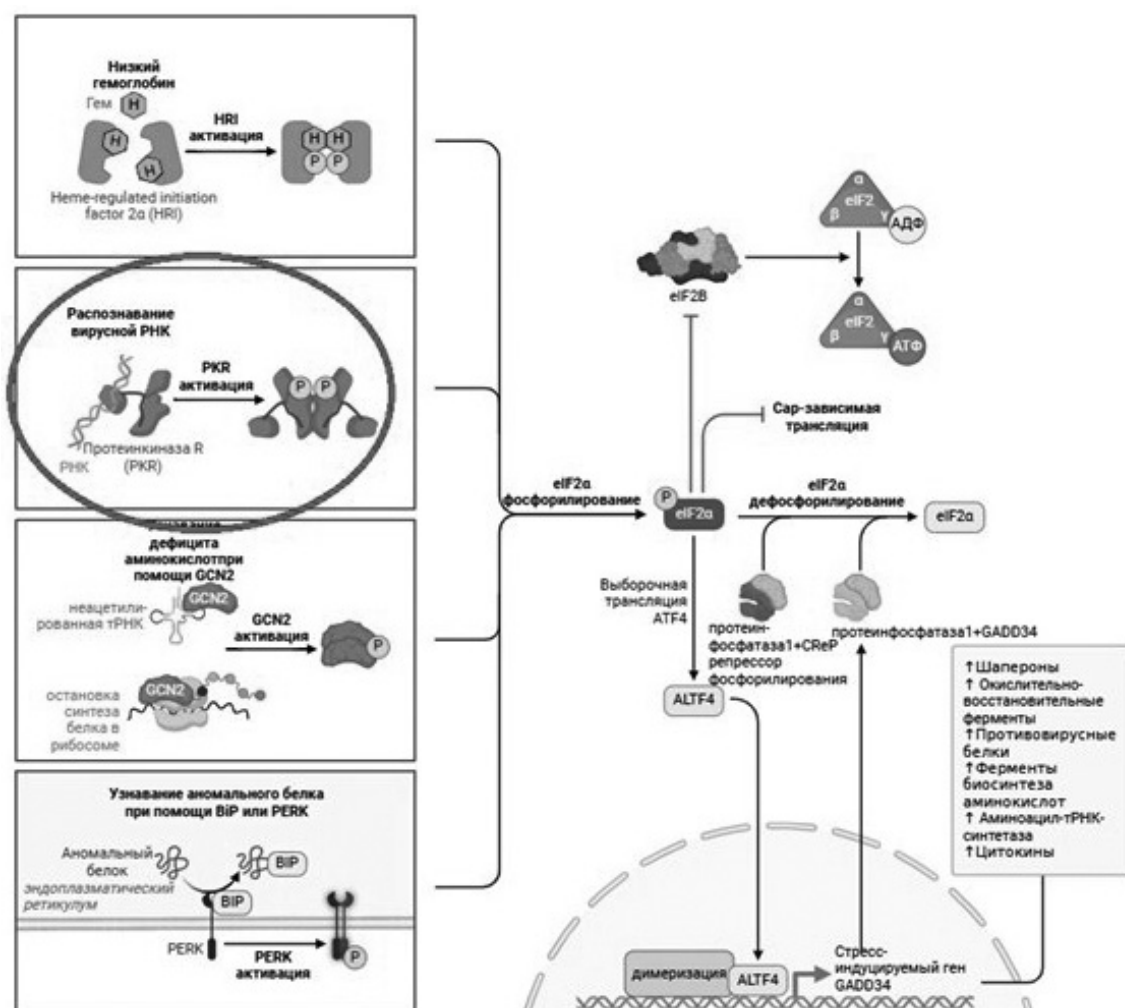 Низкий
гемоглобин
Гем
H
HRI
активация
H
H
H H
P P
Heme-regulated initiation
factor 2α (HRI)
Распознавание
вирусной РНК
PKR
активация
P P
Протеинкиназа R
(PKR)
РНК
дефицита
аминокислотпри
помощи GCN2
GCN2
неацетили-
рованная тРНК
GCN2
активация
P
GCN2
остановка
синтеза
белка в
рибосоме
Узнавание аномального белка
при помощи BiP или PERK
Аномальный
белок
BIP
эндоплазматический
ретикулум
BIP
PERK
PERK
активация
P
eIF2α
фосфорилирование
eIF2B
α
β eIF2 γ
АДФ
α
β eIF2 γ
АТФ
Cap-зависимая
трансляция
P
eIF2α
eIF2α
дефосфорилирование
eIF2α
Выборочная
трансляция
ATF4
протеин-
фосфатаза1+CReP
репрессор
фосфорилирования
протеинфосфатаза1+GADD34
ALTF4
↑Шапероны
↑ Окислительно-
восстановительные
ферменты
↑Противовирусные
белки
↑Ферменты
биосинтеза
аминокислот
↑ Аминоацил-тРНК-
синтетаза
↑Цитокины
димеризация
ALTF4
Стресс-
индуцируемый ген
GADD34